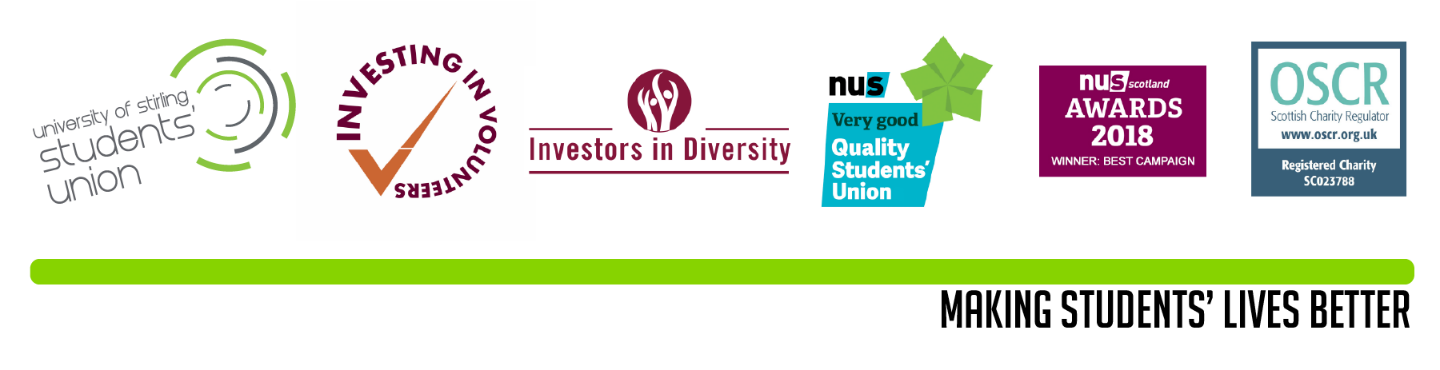 university of stirling
students'
union
INVESTING IN VOLUNTEERS
Investors in Diversity
nus
Very good
Quality
Students'
Union
nus scotland
AWARDS
2018
WINNER: BEST CAMPAIGN
OSCR
Scottish Charity Regulator
www.oscr.org.uk
Registered Charity
SC023788
MAKING STUDENTS' LIVES BETTER